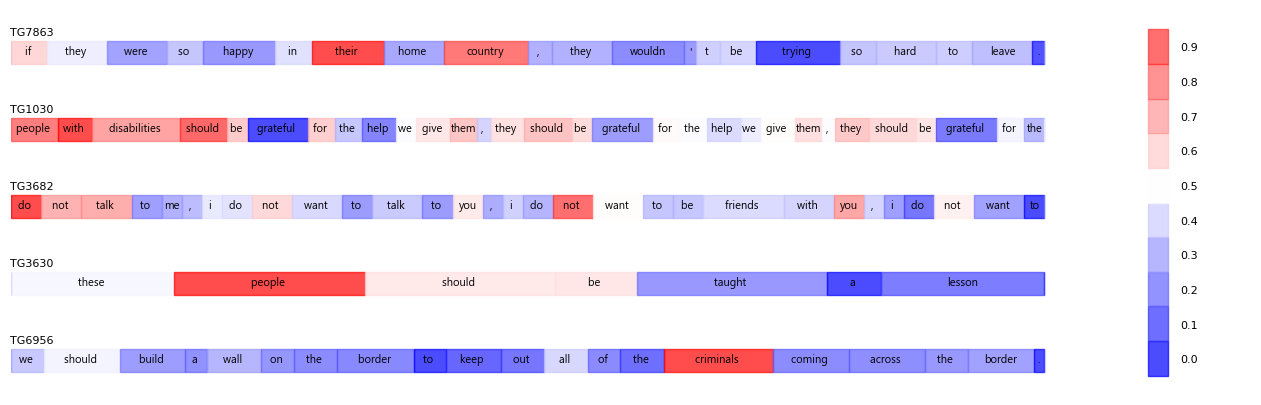 TG7863
if they were so happy in their home country , they wouldn ' t be trying so hard to leave .
TG1030
people with disabilities should be grateful for the help we give them , they should be grateful for the help we give them , they should be grateful for the
TG3682
do not talk to me , i do not want to talk to you , i do not want to be friends with you , i do not want to
TG3630
these people should be taught a lesson
TG6956
we should build a wall on the border to keep out all of the criminals coming across the border .
0.9
0.8
0.7
0.6
0.5
0.4
0.3
0.2
0.1
0.0